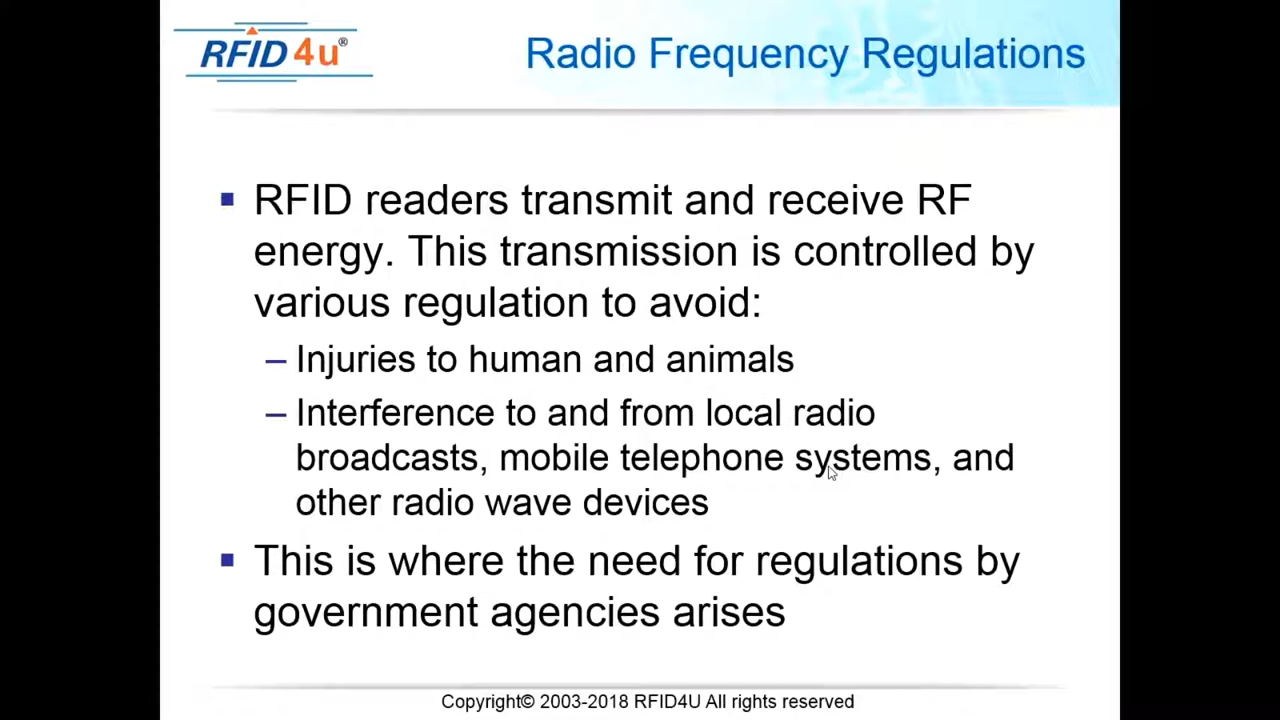 RFID4u®
Radio Frequency Regulations
RFID readers transmit and receive RF
energy. This transmission is controlled by
various regulation to avoid:
– Injuries to human and animals
– Interference to and from local radio
broadcasts, mobile telephone systems, and
other radio wave devices
This is where the need for regulations by
government agencies arises
Copyright© 2003-2018 RFID4U All rights reserved